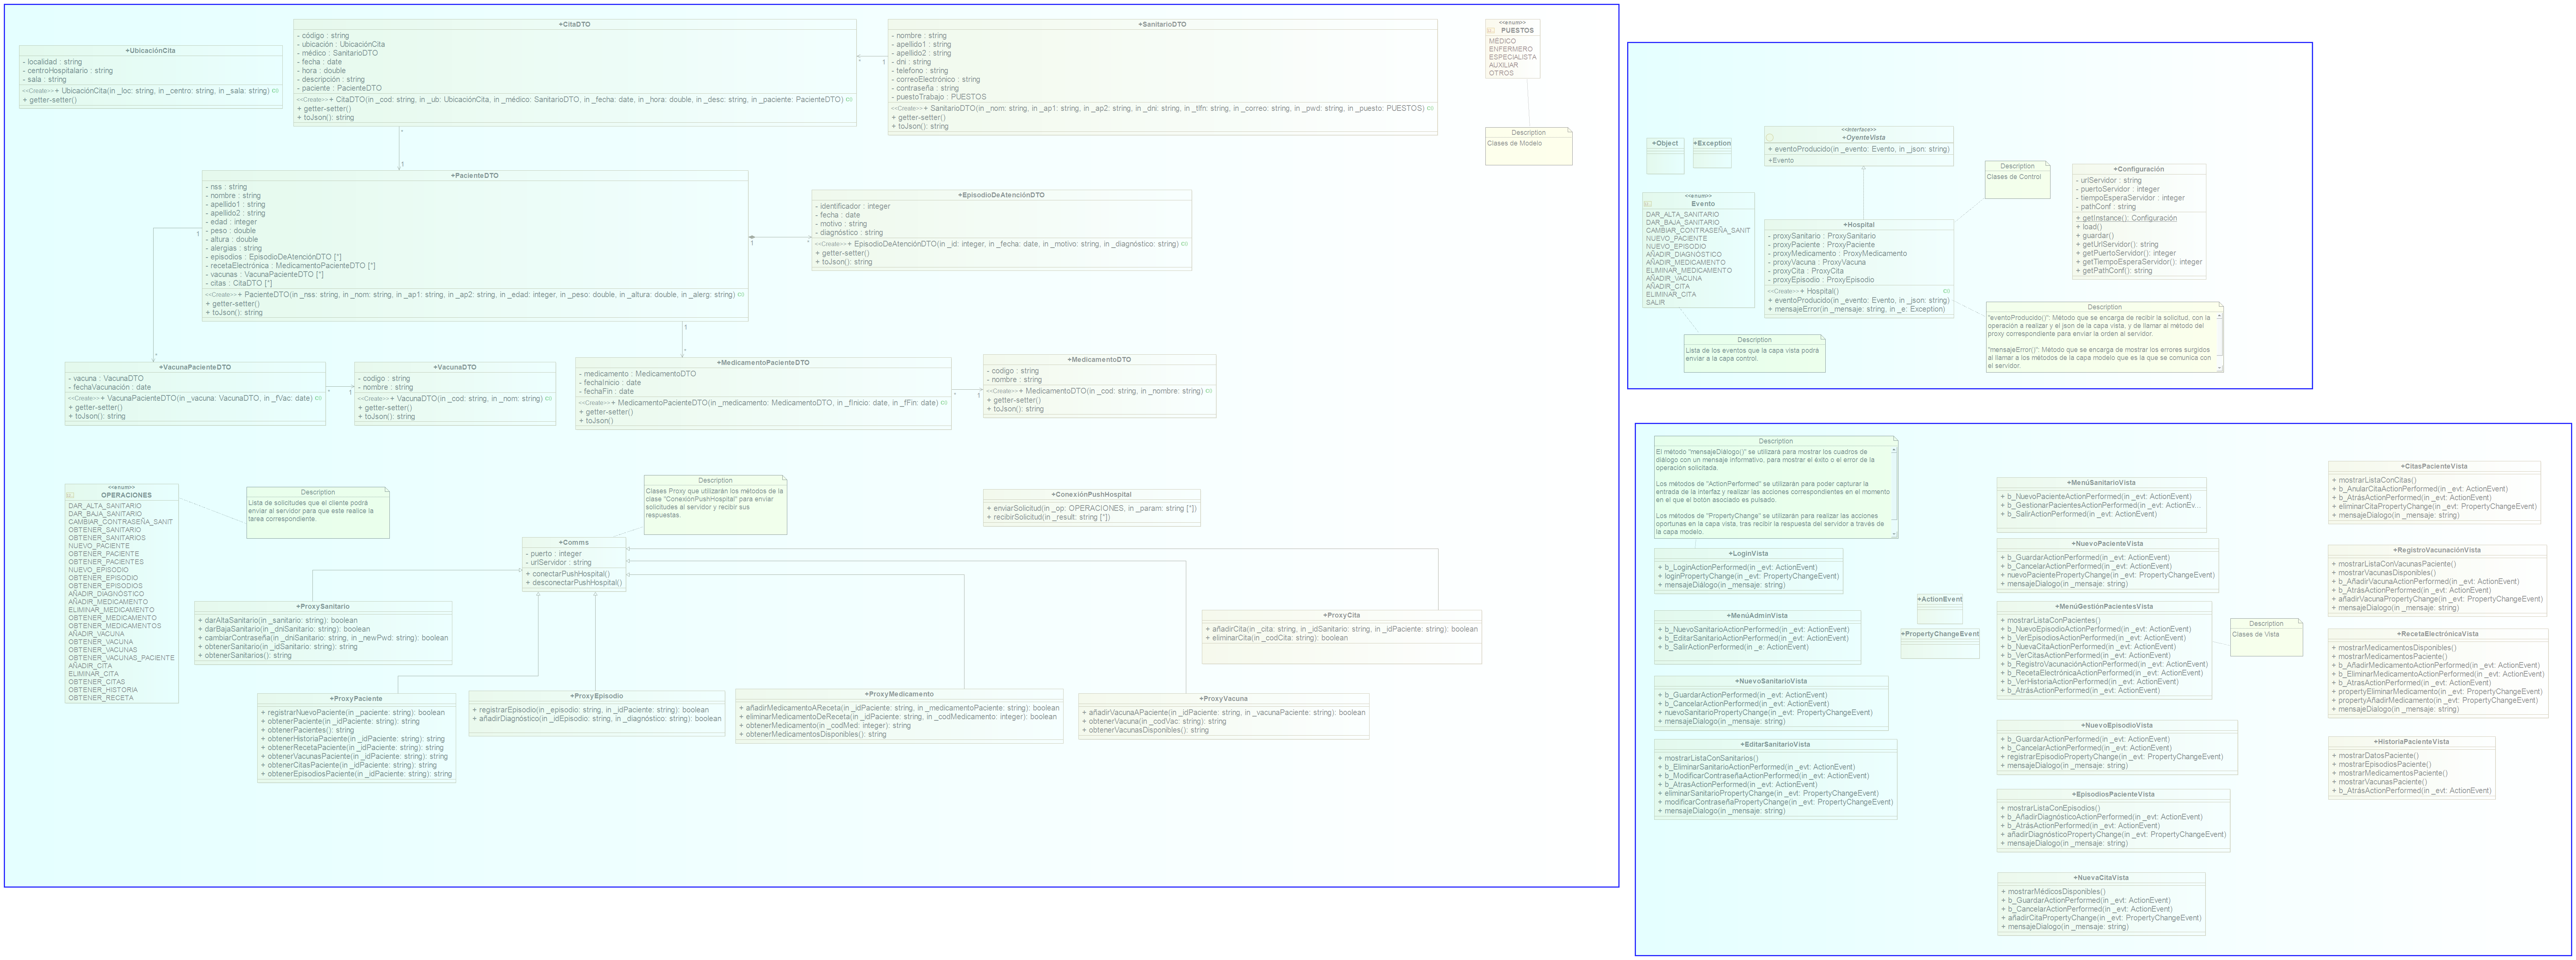 +UbicaciónCita
- localidad : string
- centroHospitalario : string
- sala : string
<<Create>>+ UbicaciónCita(in _loc: string, in _centro: string, in _sala: string)
+ getter-setter()
+CitaDTO
- código : string
- ubicación : UbicaciónCita
- médico : SanitarioDTO
- fecha : date
- hora : double
- descripción : string
- paciente : PacienteDTO
<<Create>>+ CitaDTO(in _cod: string, in _ub: UbicaciónCita, in _médico: SanitarioDTO, in _fecha: date, in _hora: double, in _desc: string, in _paciente: PacienteDTO)
+ getter-setter()
+ toJson(): string
+SanitarioDTO
- nombre : string
- apellido1 : string
- apellido2 : string
- dni : string
- telefono : string
- correoElectrónico : string
- contraseña : string
- puestoTrabajo : PUESTOS
<<Create>>+ SanitarioDTO(in _nom: string, in _ap1: string, in _ap2: string, in _dni: string, in _tlfn: string, in _correo: string, in _pwd: string, in _puesto: PUESTOS)
+ getter-setter()
+ toJson(): string
* 1
<<enum>>
PUESTOS
MÉDICO
ENFERMERO
ESPECIALISTA
AUXILIAR
OTROS
Description
Clases de Modelo
*
1
+PacienteDTO
- nss : string
- nombre : string
- apellido1 : string
- apellido2 : string
- edad : integer
- peso : double
- altura : double
- alergias : string
- episodios : EpisodioDeAtenciónDTO [*]
- recetaElectrónica : MedicamentoPacienteDTO [*]
- vacunas : VacunaPacienteDTO [*]
- citas : CitaDTO [*]
<<Create>>+ PacienteDTO(in _nss: string, in _nom: string, in _ap1: string, in _ap2: string, in _edad: integer, in _peso: double, in _altura: double, in _alerg: string)
+ getter-setter()
+ toJson(): string
1 *
+EpisodioDeAtenciónDTO
- identificador : integer
- fecha : date
- motivo : string
- diagnóstico : string
<<Create>>+ EpisodioDeAtenciónDTO(in _id: integer, in _fecha: date, in _motivo: string, in _diagnóstico: string)
+ getter-setter()
+ toJson(): string
1
*
1
*
+VacunaPacienteDTO
- vacuna : VacunaDTO
- fechaVacunación : date
<<Create>>+ VacunaPacienteDTO(in _vacuna: VacunaDTO, in _fVac: date)
+ getter-setter()
+ toJson(): string
* 1
+VacunaDTO
- codigo : string
- nombre : string
<<Create>>+ VacunaDTO(in _cod: string, in _nom: string)
+ getter-setter()
+ toJson(): string
+MedicamentoPacienteDTO
- medicamento : MedicamentoDTO
- fechaInicio : date
- fechaFin : date
<<Create>>+ MedicamentoPacienteDTO(in _medicamento: MedicamentoDTO, in _fInicio: date, in _fFin: date)
+ getter-setter()
+ toJson()
* 1
+MedicamentoDTO
- codigo : string
- nombre : string
<<Create>>+ MedicamentoDTO(in _cod: string, in _nombre: string)
+ getter-setter()
+ toJson(): string
<<enum>>
OPERACIONES
DAR_ALTA_SANITARIO
DAR_BAJA_SANITARIO
CAMBIAR_CONTRASEÑA_SANIT
OBTENER_SANITARIO
OBTENER_SANITARIOS
NUEVO_PACIENTE
OBTENER_PACIENTE
OBTENER_PACIENTES
NUEVO_EPISODIO
OBTENER_EPISODIO
OBTENER_EPISODIOS
AÑADIR_DIAGNÓSTICO
AÑADIR_MEDICAMENTO
ELIMINAR_MEDICAMENTO
OBTENER_MEDICAMENTO
OBTENER_MEDICAMENTOS
AÑADIR_VACUNA
OBTENER_VACUNA
OBTENER_VACUNAS
OBTENER_VACUNAS_PACIENTE
AÑADIR_CITA
ELIMINAR_CITA
OBTENER_CITAS
OBTENER_HISTORIA
OBTENER_RECETA
Description
Lista de solicitudes que el cliente podrá
enviar al servidor para que este realice la
tarea correspondiente.
Description
Clases Proxy que utilizarán los métodos de la
clase "ConexiónPushHospital" para enviar
solicitudes al servidor y recibir sus
respuestas.
+ConexiónPushHospital
+ enviarSolicitud(in _op: OPERACIONES, in _param: string [*])
+ recibirSolicitud(in _result: string [*])
+Comms
- puerto : integer
- urlServidor : string
+ conectarPushHospital()
+ desconectarPushHospital()
+ProxySanitario
+ darAltaSanitario(in _sanitario: string): boolean
+ darBajaSanitario(in _dniSanitario: string): boolean
+ cambiarContraseña(in _dniSanitario: string, in _newPwd: string): boolean
+ obtenerSanitario(in _idSanitario: string): string
+ obtenerSanitarios(): string
+ProxyCita
+ añadirCita(in _cita: string, in _idSanitario: string, in _idPaciente: string): boolean
+ eliminarCita(in _codCita: string): boolean
+ProxyPaciente
+ registrarNuevoPaciente(in _paciente: string): boolean
+ obtenerPaciente(in _idPaciente: string): string
+ obtenerPacientes(): string
+ obtenerHistoriaPaciente(in _idPaciente: string): string
+ obtenerRecetaPaciente(in _idPaciente: string): string
+ obtenerVacunasPaciente(in _idPaciente: string): string
+ obtenerCitasPaciente(in _idPaciente: string): string
+ obtenerEpisodiosPaciente(in _idPaciente: string): string
+ProxyEpisodio
+ registrarEpisodio(in _episodio: string, in _idPaciente: string): boolean
+ añadirDiagnóstico(in _idEpisodio: string, in _diagnóstico: string): boolean
+ProxyMedicamento
+ añadirMedicamentoAReceta(in _idPaciente: string, in _medicamentoPaciente: string): boolean
+ eliminarMedicamentoDeReceta(in _idPaciente: string, in _codMedicamento: integer): boolean
+ obtenerMedicamento(in _codMed: integer): string
+ obtenerMedicamentosDisponibles(): string
+ProxyVacuna
+ añadirVacunaAPaciente(in _idPaciente: string, in _vacunaPaciente: string): boolean
+ obtenerVacuna(in _codVac: string): string
+ obtenerVacunasDisponibles(): string
+Object
+Exception
<<Interface>>
+OyenteVista
+ eventoProducido(in _evento: Evento, in _json: string)
+Evento
Description
Clases de Control
+Configuración
- urlServidor : string
- puertoServidor : integer
- tiempoEsperaServidor : integer
- pathConf : string
+ getInstance(): Configuración
+ load()
+ guardar()
+ getUrlServidor(): string
+ getPuertoServidor(): integer
+ getTiempoEsperaServidor(): integer
+ getPathConf(): string
<<enum>>
Evento
DAR_ALTA_SANITARIO
DAR_BAJA_SANITARIO
CAMBIAR_CONTRASEÑA_SANIT
NUEVO_PACIENTE
NUEVO_EPISODIO
AÑADIR_DIAGNÓSTICO
AÑADIR_MEDICAMENTO
ELIMINAR_MEDICAMENTO
AÑADIR_VACUNA
AÑADIR_CITA
ELIMINAR_CITA
SALIR
+Hospital
- proxySanitario : ProxySanitario
- proxyPaciente : ProxyPaciente
- proxyMedicamento : ProxyMedicamento
- proxyVacuna : ProxyVacuna
- proxyCita : ProxyCita
- proxyEpisodio : ProxyEpisodio
<<Create>>+ Hospital()
+ eventoProducido(in _evento: Evento, in _json: string)
+ mensajeError(in _mensaje: string, in _e: Exception)
Description
Lista de los eventos que la capa vista podrá
enviar a la capa control.
Description
"eventoProducido()": Método que se encarga de recibir la solicitud, con la
operación a realizar y el json de la capa vista, y de llamar al método del
proxy correspondiente para enviar la orden al servidor.
"mensajeError()": Método que se encarga de mostrar los errores surgidos
al llamar a los métodos de la capa modelo que es la que se comunica con
el servidor.
Description
El método "mensajeDiálogo()" se utilizará para mostrar los cuadros de
diálogo con un mensaje informativo, para mostrar el éxito o el error de la
operación solicitada.
Los métodos de "ActionPerformed" se utilizarán para poder capturar la
entrada de la interfaz y realizar las acciones correspondientes en el momento
en el que el botón asociado es pulsado.
Los métodos de "PropertyChange" se utilizarán para realizar las acciones
oportunas en la capa vista, tras recibir la respuesta del servidor a través de
la capa modelo.
+LoginVista
+ b_LoginActionPerformed(in _evt: ActionEvent)
+ loginPropertyChange(in _evt: PropertyChangeEvent)
+ mensajeDiálogo(in _mensaje: string)
+MenúAdminVista
+ b_NuevoSanitarioActionPerformed(in _evt: ActionEvent)
+ b_EditarSanitarioActionPerformed(in _evt: ActionEvent)
+ b_SalirActionPerformed(in _e: ActionEvent)
+NuevoSanitarioVista
+ b_GuardarActionPerformed(in _evt: ActionEvent)
+ b_CancelarActionPerformed(in _evt: ActionEvent)
+ nuevoSanitarioPropertyChange(in _evt: PropertyChangeEvent)
+ mensajeDialogo(in _mensaje: string)
+EditarSanitarioVista
+ mostrarListaConSanitarios()
+ b_EliminarSanitarioActionPerformed(in _evt: ActionEvent)
+ b_ModificarContraseñaActionPerformed(in _evt: ActionEvent)
+ b_AtrasActionPerformed(in _evt: ActionEvent)
+ eliminarSanitarioPropertyChange(in _evt: PropertyChangeEvent)
+ modificarContraseñaPropertyChange(in _evt: PropertyChangeEvent)
+ mensajeDialogo(in _mensaje: string)
+ActionEvent
+PropertyChangeEvent
+MenúSanitarioVista
+ b_NuevoPacienteActionPerformed(in _evt: ActionEvent)
+ b_GestionarPacientesActionPerformed(in _evt: ActionEv...
+ b_SalirActionPerformed(in _evt: ActionEvent)
+NuevoPacienteVista
+ b_GuardarActionPerformed(in _evt: ActionEvent)
+ b_CancelarActionPerformed(in _evt: ActionEvent)
+ nuevoPacientePropertyChange(in _evt: PropertyChangeEvent)
+ mensajeDialogo(in _mensaje: string)
+MenúGestiónPacientesVista
+ mostrarListaConPacientes()
+ b_NuevoEpisodioActionPerformed(in _evt: ActionEvent)
+ b_VerEpisodiosActionPerformed(in _evt: ActionEvent)
+ b_NuevaCitaActionPerformed(in _evt: ActionEvent)
+ b_VerCitasActionPerformed(in _evt: ActionEvent)
+ b_RegistroVacunaciónActionPerformed(in _evt: ActionEvent)
+ b_RecetaElectrónicaActionPerformed(in _evt: ActionEvent)
+ b_VerHistoriaActionPerformed(in _evt: ActionEvent)
+ b_AtrásActionPerformed(in _evt: ActionEvent)
Description
Clases de Vista
+NuevoEpisodioVista
+ b_GuardarActionPerformed(in _evt: ActionEvent)
+ b_CancelarActionPerformed(in _evt: ActionEvent)
+ registrarEpisodioPropertyChange(in _evt: PropertyChangeEvent)
+ mensajeDialogo(in _mensaje: string)
+EpisodiosPacienteVista
+ mostrarListaConEpisodios()
+ b_AñadirDiagnósticoActionPerformed(in _evt: ActionEvent)
+ b_AtrásActionPerformed(in _evt: ActionEvent)
+ añadirDiagnósticoPropertyChange(in _evt: PropertyChangeEvent)
+ mensajeDialogo(in _mensaje: string)
+NuevaCitaVista
+ mostrarMédicosDisponibles()
+ b_GuardarActionPerformed(in _evt: ActionEvent)
+ b_CancelarActionPerformed(in _evt: ActionEvent)
+ añadirCitaPropertyChange(in _evt: PropertyChangeEvent)
+ mensajeDialogo(in _mensaje: string)
+CitasPacienteVista
+ mostrarListaConCitas()
+ b_AnularCitaActionPerformed(in _evt: ActionEvent)
+ b_AtrásActionPerformed(in _evt: ActionEvent)
+ eliminarCitaPropertyChange(in _evt: PropertyChangeEvent)
+ mensajeDialogo(in _mensaje: string)
+RegistroVacunaciónVista
+ mostrarListaConVacunasPaciente()
+ mostrarVacunasDisponibles()
+ b_AñadirVacunaActionPerformed(in _evt: ActionEvent)
+ b_AtrásActionPerformed(in _evt: ActionEvent)
+ añadirVacunaPropertyChange(in _evt: PropertyChangeEvent)
+ mensajeDialogo(in _mensaje: string)
+RecetaElectrónicaVista
+ mostrarMedicamentosDisponibles()
+ mostrarMedicamentosPaciente()
+ b_AñadirMedicamentoActionPerformed(in _evt: ActionEvent)
+ b_EliminarMedicamentoActionPerformed(in _evt: ActionEvent)
+ b_AtrasActionPerformed(in _evt: ActionEvent)
+ propertyEliminarMedicamento(in _evt: PropertyChangeEvent)
+ propertyAñadirMedicamento(in _evt: PropertyChangeEvent)
+ mensajeDialogo(in _mensaje: string)
+HistoriaPacienteVista
+ mostrarDatosPaciente()
+ mostrarEpisodiosPaciente()
+ mostrarMedicamentosPaciente()
+ mostrarVacunasPaciente()
+ b_AtrásActionPerformed(in _evt: ActionEvent)